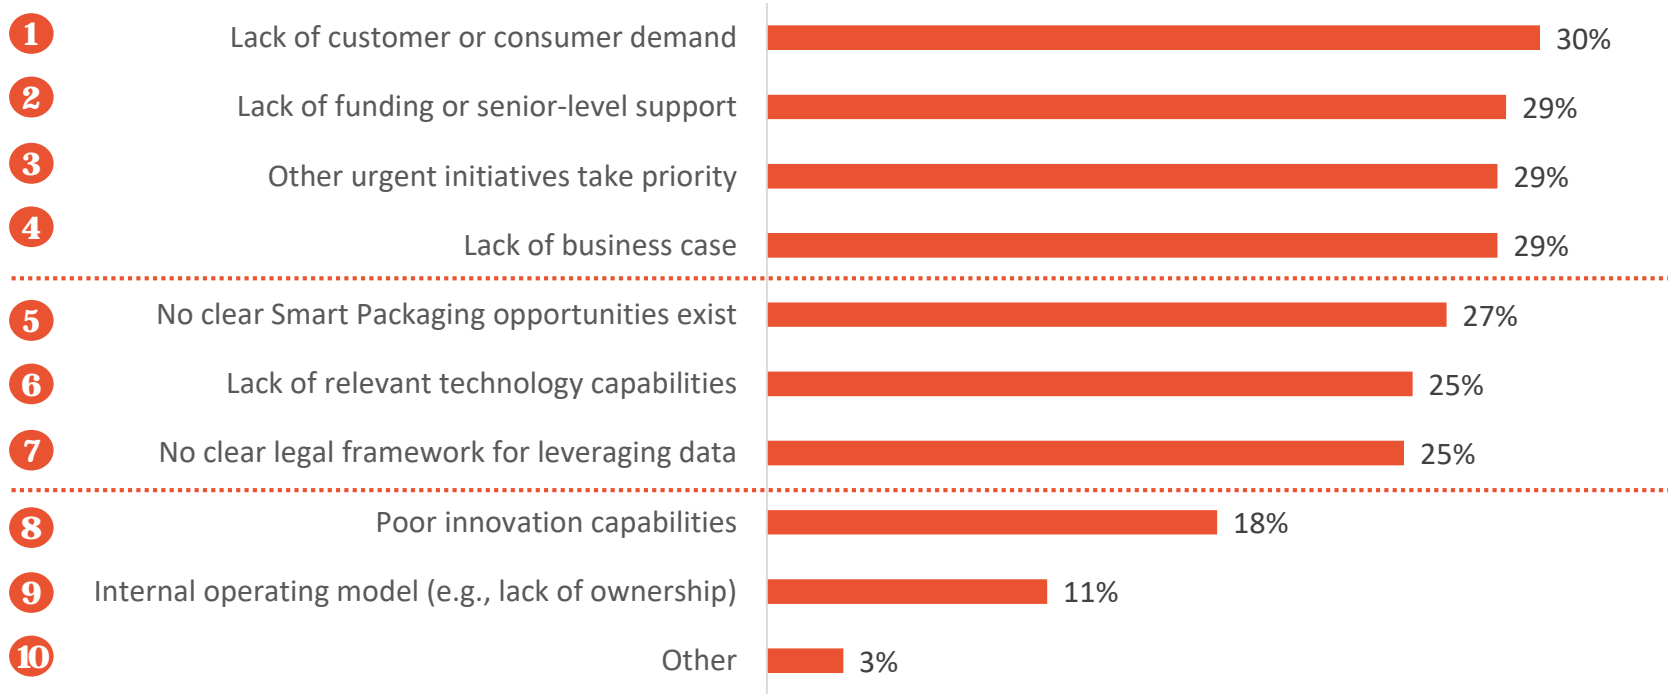 1 Lack of customer or consumer demand 30%
2 Lack of funding or senior-level support 29%
3 Other urgent initiatives take priority 29%
4 Lack of business case 29%
5 No clear Smart Packaging opportunities exist 27%
6 Lack of relevant technology capabilities 25%
7 No clear legal framework for leveraging data 25%
8 Poor innovation capabilities 18%
9 Internal operating model (e.g., lack of ownership) 11%
10 Other 3%